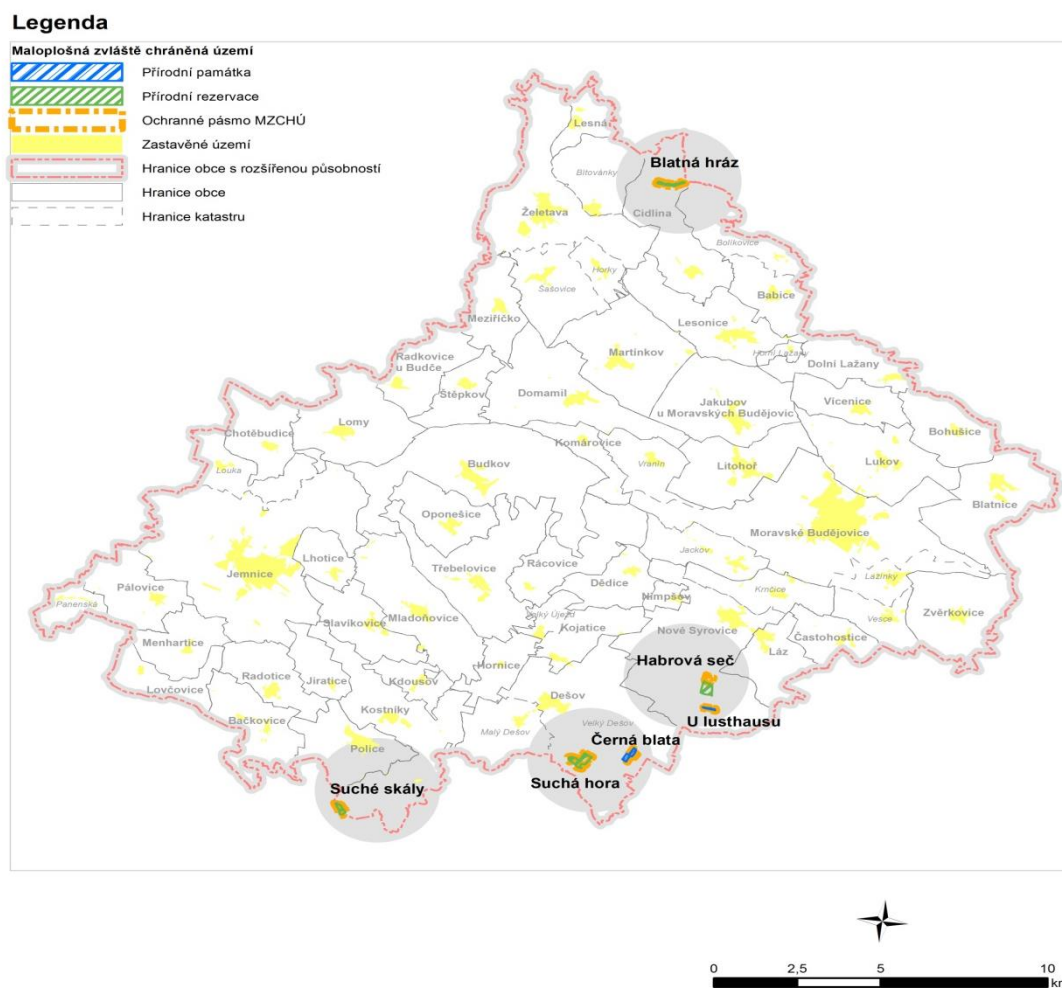 Legenda
Maloplošná zvláště chráněná území
Přírodní památka
Přírodní rezervace
Ochranné pásmo MZCHÚ
Zastavěné území
Hranice obce s rozšířenou působností
Hranice obce
Hranice katastru
Lesná
Blatná hráz
Bítovánky
Želetava
Cidlina
Bolíkovice
Horky
Šašovice
Babice
Meziříčko
Lesonice
Horní Lažany
Martínkov
Radkovice
u Budče
Dolní Lažany
Štěpkov
Domamil
Jakubov
u Moravských Budějovic
Vícenice
Lomy
Chotěbudice
Bohušice
Komárovice
Louka
Budkov
Vranín
Litohoř
Lukov
Blatnice
Oponešice
Moravské Budějovice
Jackov
Lhotice
Třebelovice
Rácovice
Jemnice
Dědice
Lažínky
Pálovice
Krnčice
Panenská
Nimpšov
Velký Újezd
Mladoňovice
Slavíkovice
Vesce
Zvěrkovice
Kojatice
Nové Syrovice
Častohostice
Menhartice
Láz
Hornice
Habrová seč
Radotice
Jiratice
Kdousov
Lovčovice
Dešov
Kostníky
Bačkovice
U lusthausu
Velký Dešov
Malý Dešov
Černá blata
Police
Suchá hora
Suché skály
0 2,5 5 10
km